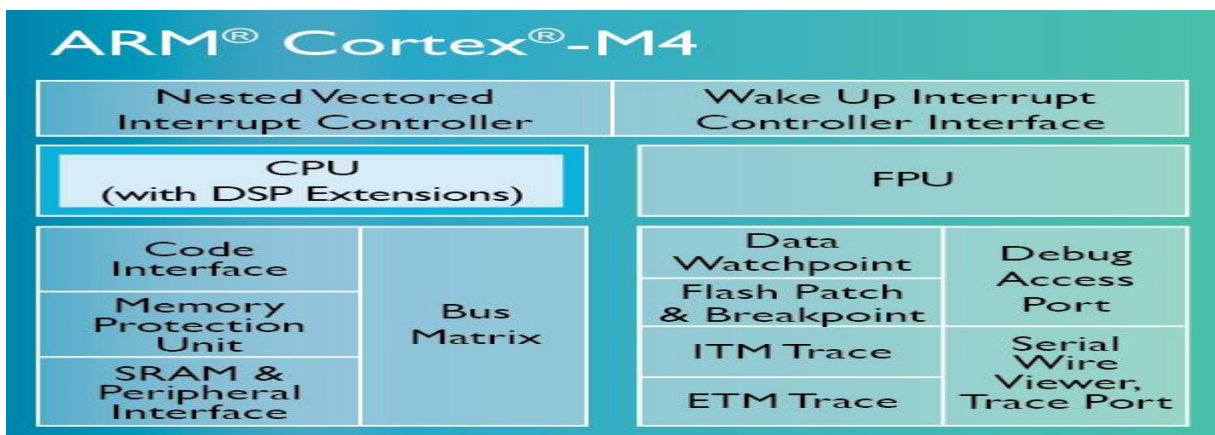 ARM® Cortex®-M4
Nested Vectored
Interrupt Controller
Wake Up Interrupt
Controller Interface
CPU
(with DSP Extensions)
FPU
Code
Interface
Memory
Protection
Unit
SRAM &
Peripheral
Interface
Bus
Matrix
Data
Watchpoint
Flash Patch
& Breakpoint
ITM Trace
ETM Trace
Debug
Access
Port
Serial
Wire
Viewer,
Trace Port